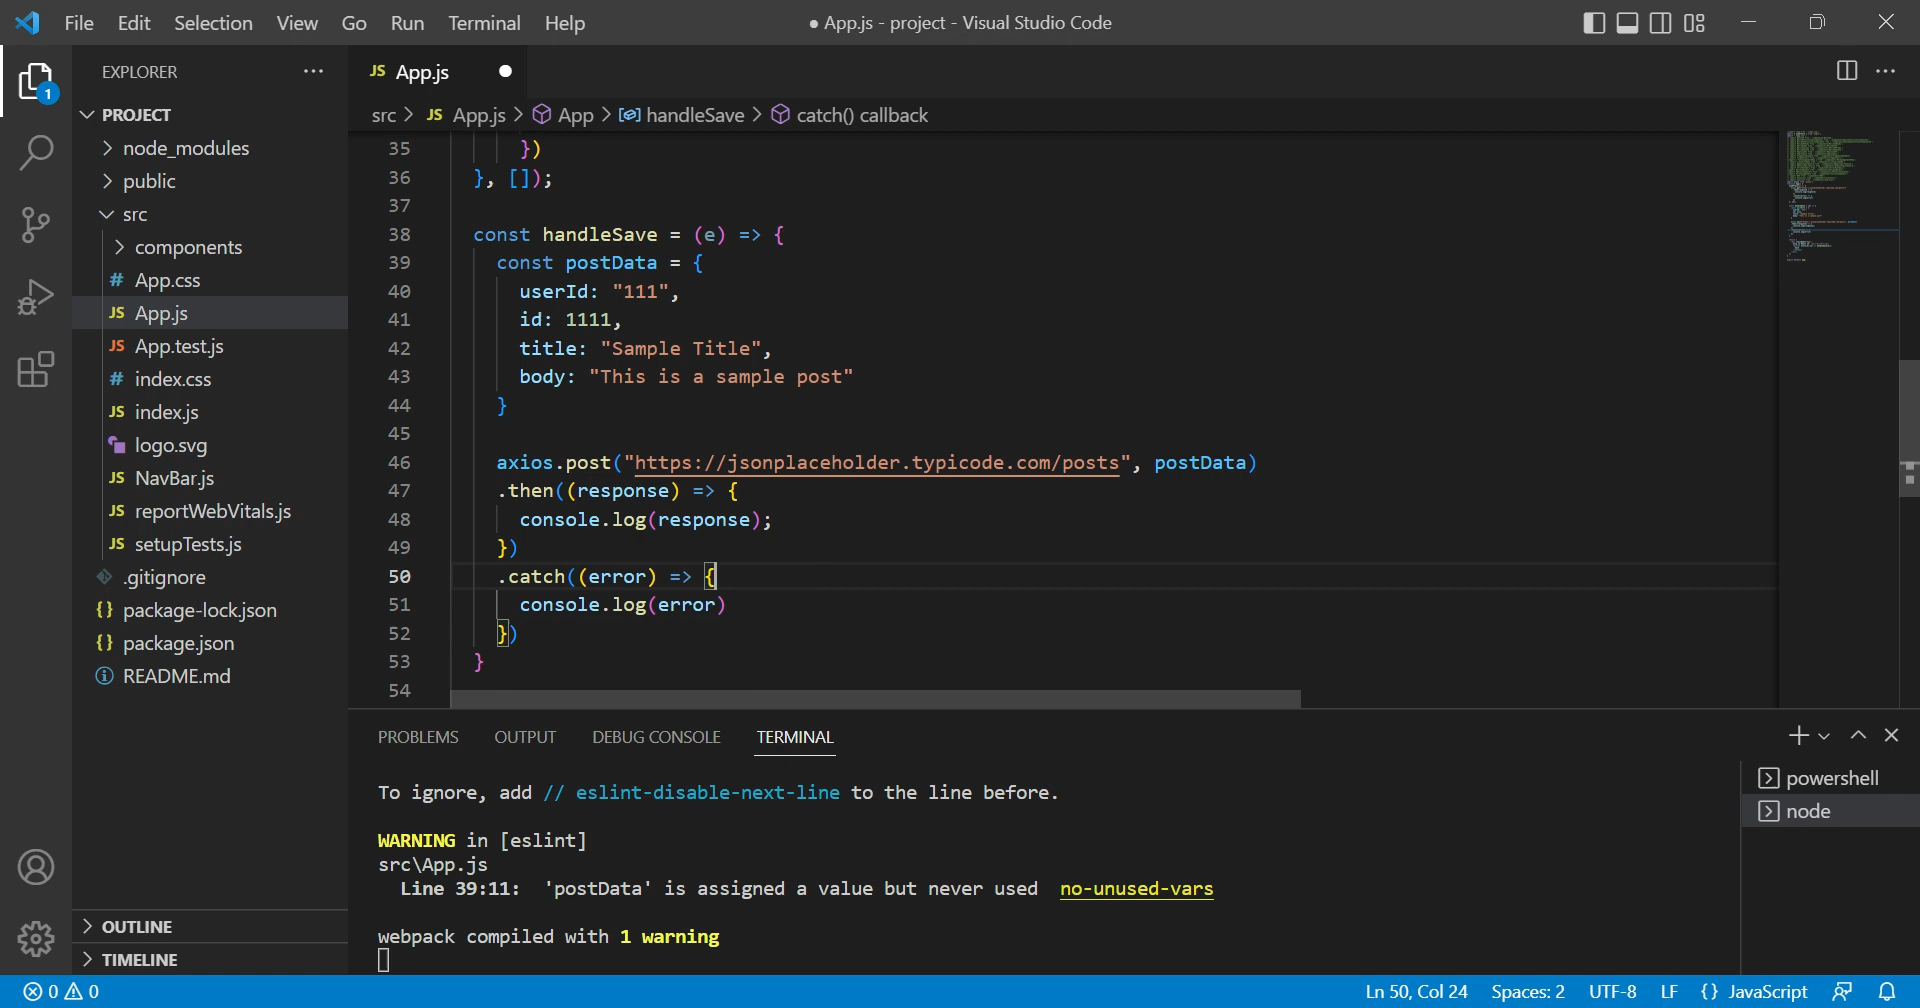 File Edit Selection View Go Run Terminal Help
● App.js - project - Visual Studio Code
1
EXPLORER
PROJECT
node_modules
public
src
components
# App.css
JS App.js
JS App.test.js
# index.css
JS index.js
logo.svg
JS NavBar.js
JS reportWebVitals.js
JS setupTests.js
.gitignore
{} package-lock.json
{} package.json
README.md
OUTLINE
TIMELINE
JS App.js ●
src > JS App.js > App > handleSave > catch() callback
35 })
36 }, []);
37
38 const handleSave = (e) => {
39 const postData = {
40 userId: "111",
41 id: 1111,
42 title: "Sample Title",
43 body: "This is a sample post"
44 }
45
46 axios.post("https://jsonplaceholder.typicode.com/posts", postData)
47 .then((response) => {
48 console.log(response);
49 })
50 .catch((error) => {
51 console.log(error)
52 })
53 }
54
PROBLEMS OUTPUT DEBUG CONSOLE TERMINAL
To ignore, add // eslint-disable-next-line to the line before.
WARNING in [eslint]
src\App.js
Line 39:11: 'postData' is assigned a value but never used no-unused-vars
webpack compiled with 1 warning
powershell
node
0 0
Ln 50, Col 24 Spaces: 2 UTF-8 LF {} JavaScript